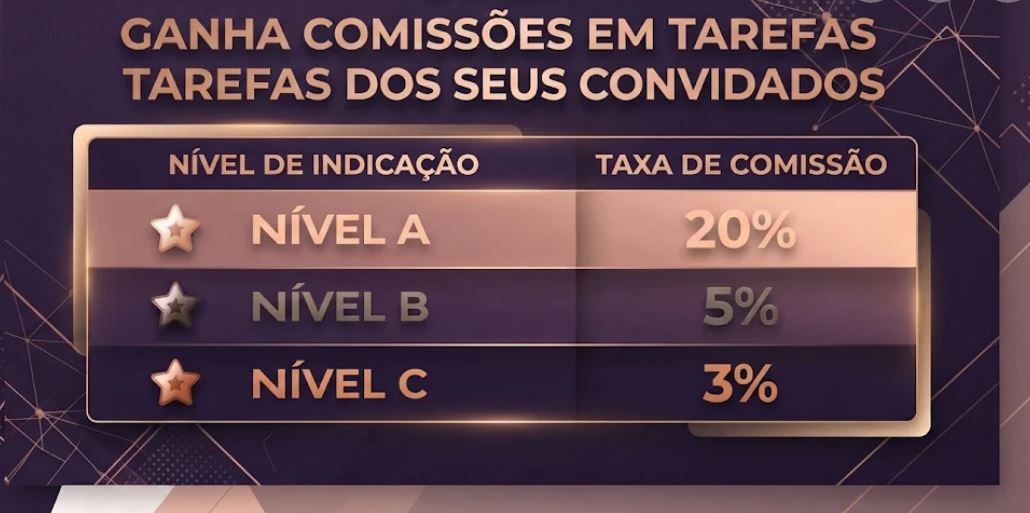 GANHA COMISSÕES EM TAREFAS
TAREFAS DOS SEUS CONVIDADOS
NÍVEL DE INDICAÇÃO TAXA DE COMISSÃO
NÍVEL A 20%
NÍVEL B 5%
NÍVEL C 3%